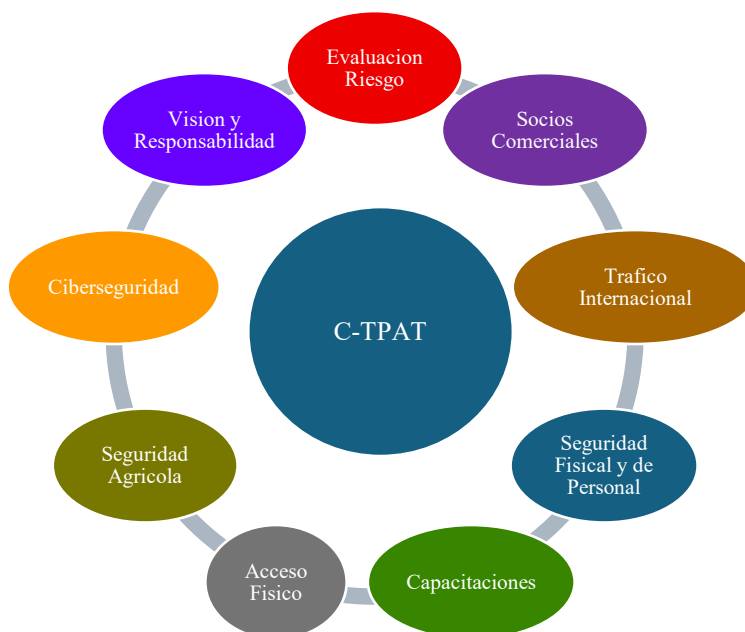 Evaluacion
Riesgo
Socios
Comerciales
Trafico
Internacional
Seguridad
Fisical y de
Personal
Capacitaciones
Acceso
Fisico
Seguridad
Agricola
Ciberseguridad
Vision y
Responsabilidad
C-TPAT